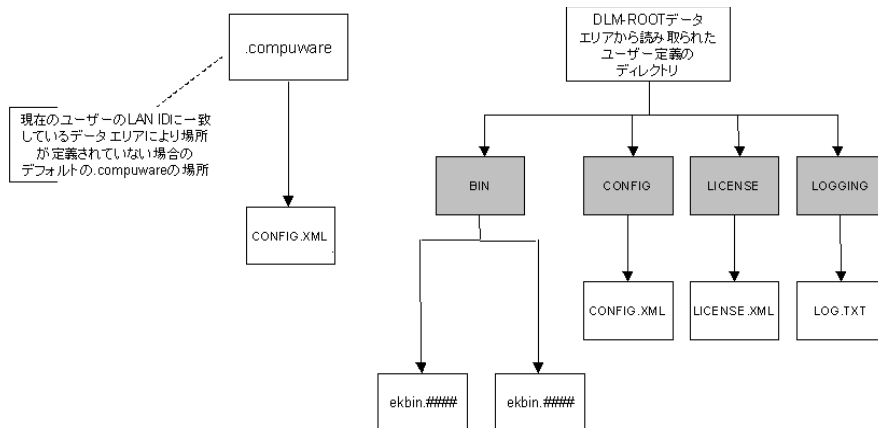 .compuware
現在のユーザーのLAN IDに一致
しているデータエリアにより場所
が定義されていない場合の
デフォルトの.compuwareの場所
CONFIG.XML
DLM-ROOTデータ
エリアから読み取られた
ユーザー定義の
ディレクトリ
BIN
CONFIG
LICENSE
LOGGING
CONFIG.XML
LICENSE.XML
LOG.TXT
ekbin.####
ekbin.####